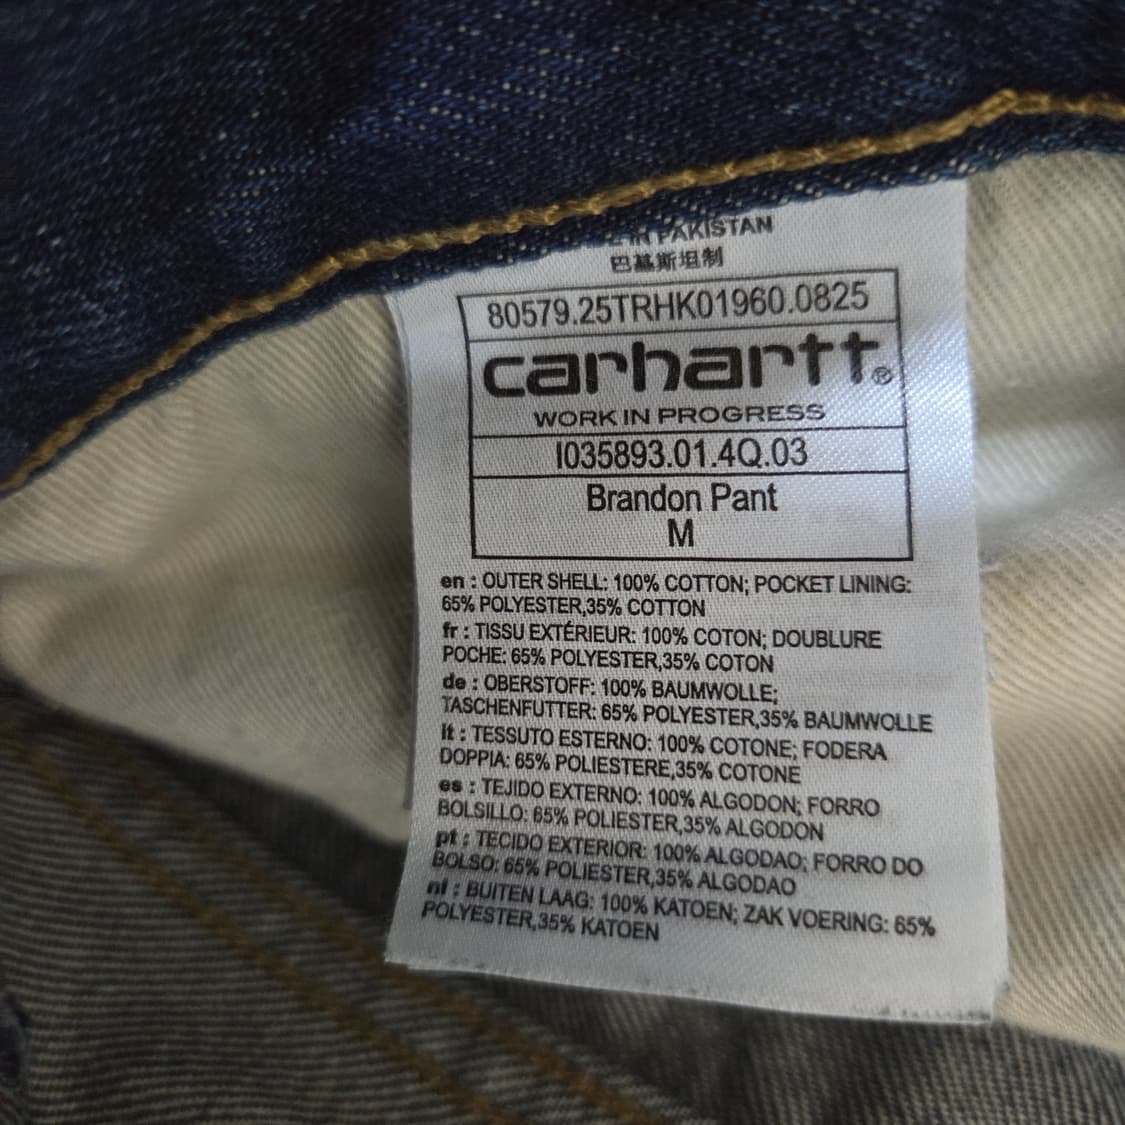 IN PAKISTAN
巴基斯坦制
80579.25TRHK01960.0825
carhartt®
WORK IN PROGRESS
I035893.01.4Q.03
Brandon Pant
M
en : OUTER SHELL: 100% COTTON; POCKET LINING:
65% POLYESTER,35% COTTON
fr : TISSU EXTÉRIEUR: 100% COTON; DOUBLURE
POCHE: 65% POLYESTER,35% COTON
de : OBERSTOFF: 100% BAUMWOLLE;
TASCHENFUTTER: 65% POLYESTER,35% BAUMWOLLE
it : TESSUTO ESTERNO: 100% COTONE; FODERA
DOPPIA: 65% POLIESTERE,35% COTONE
es : TEJIDO EXTERNO: 100% ALGODON; FORRO
BOLSILLO: 65% POLIESTER,35% ALGODON
pt : TECIDO EXTERIOR: 100% ALGODAO; FORRO DO
BOLSO: 65% POLIESTER,35% ALGODAO
nl : BUITEN LAAG: 100% KATOEN; ZAK VOERING: 65%
POLYESTER,35% KATOEN